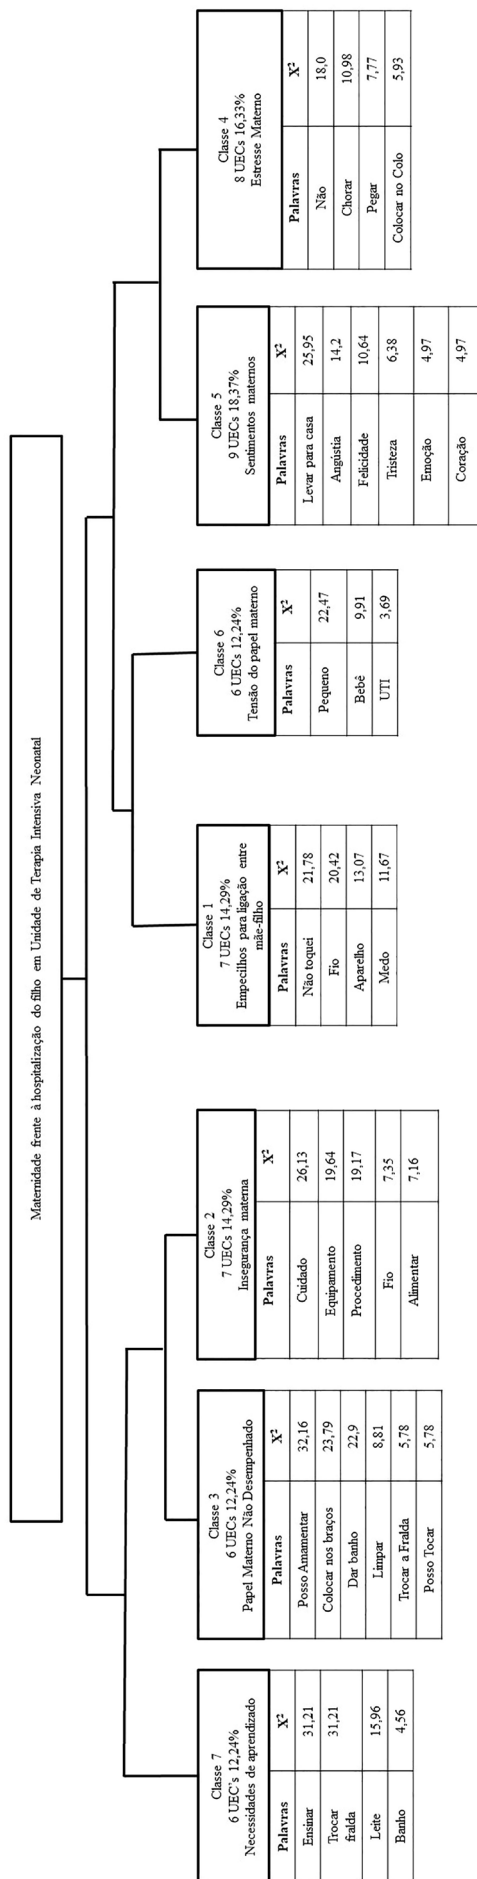 Maternidade frente à hospitalização do filho em Unidade de Terapia Intensiva Neonatal
Classe 7
6 UEC's 12,24%
Necessidades de aprendizado
Palavras X²
Ensinar 31,21
Trocar fralda 31,21
Leite 15,96
Banho 4,56
Classe 3
6 UECs 12,24%
Papel Materno Não Desempenhado
Palavras X²
Posso Amamentar 32,16
Colocar nos braços 23,79
Dar banho 22,9
Limpar 8,81
Trocar a Fralda 5,78
Posso Tocar 5,78
Classe 2
7 UECs 14,29%
Insegurança materna
Palavras X²
Cuidado 26,13
Equipamento 19,64
Procedimento 19,17
Fio 7,35
Alimentar 7,16
Classe 1
7 UECs 14,29%
Empecilhos para ligação entre
mãe-filho
Palavras X²
Não toquei 21,78
Fio 20,42
Aparelho 13,07
Medo 11,67
Classe 6
6 UECs 12,24%
Tensão do papel materno
Palavras X²
Pequeno 22,47
Bebê 9,91
UTI 3,69
Classe 5
9 UECs 18,37%
Sentimentos maternos
Palavras X²
Levar para casa 25,95
Angústia 14,2
Felicidade 10,64
Tristeza 6,38
Emoção 4,97
Coração 4,97
Classe 4
8 UECs 16,33%
Estresse Materno
Palavras X²
Não 18,0
Chorar 10,98
Pegar 7,77
Colocar no Colo 5,93